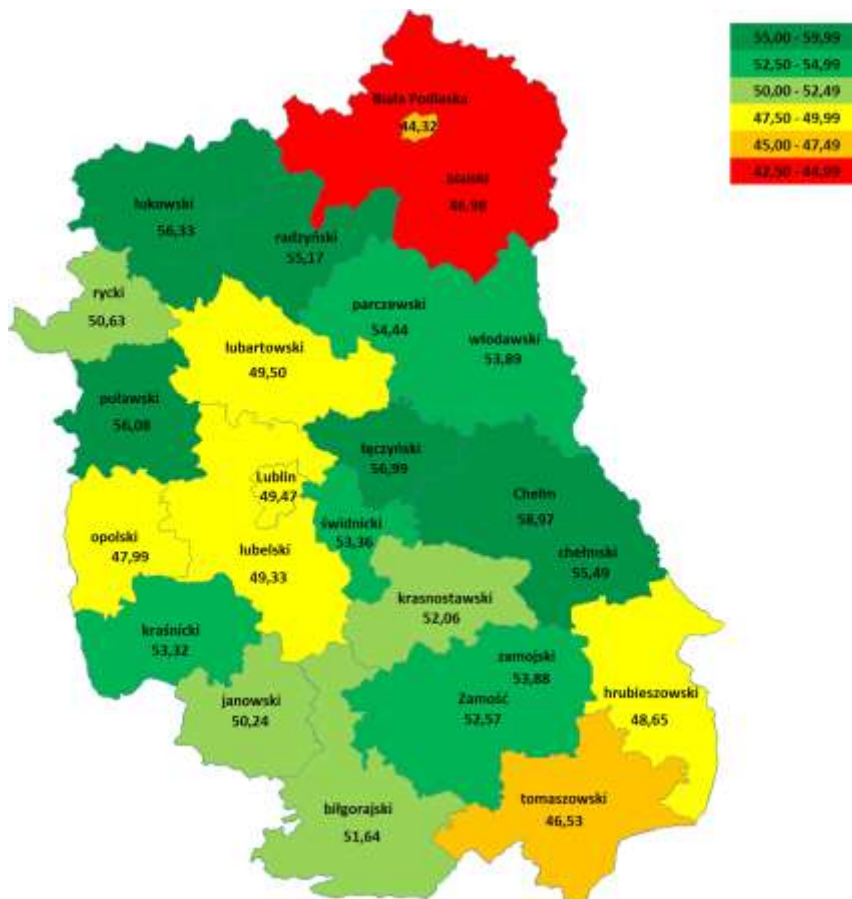 55,00 - 59,99
52,50 - 54,99
50,00 - 52,49
47,50 - 49,99
45,00 - 47,49
42,50 - 44,99
Biała Podlaska
44,32
bialski
46,98
łukowski
56,33
radzyński
55,17
rycki
50,63
parczewski
54,44
włodawski
53,89
lubartowski
49,50
puławski
56,08
łęczyński
56,99
Lublin
49,47
Chełm
58,97
świdnicki
53,36
opolski
47,99
lubelski
49,33
chełmski
55,49
krasnostawski
52,06
kraśnicki
53,32
zamojski
53,88
Zamość
52,57
hrubieszowski
48,65
janowski
50,24
tomaszowski
46,53
biłgorajski
51,64